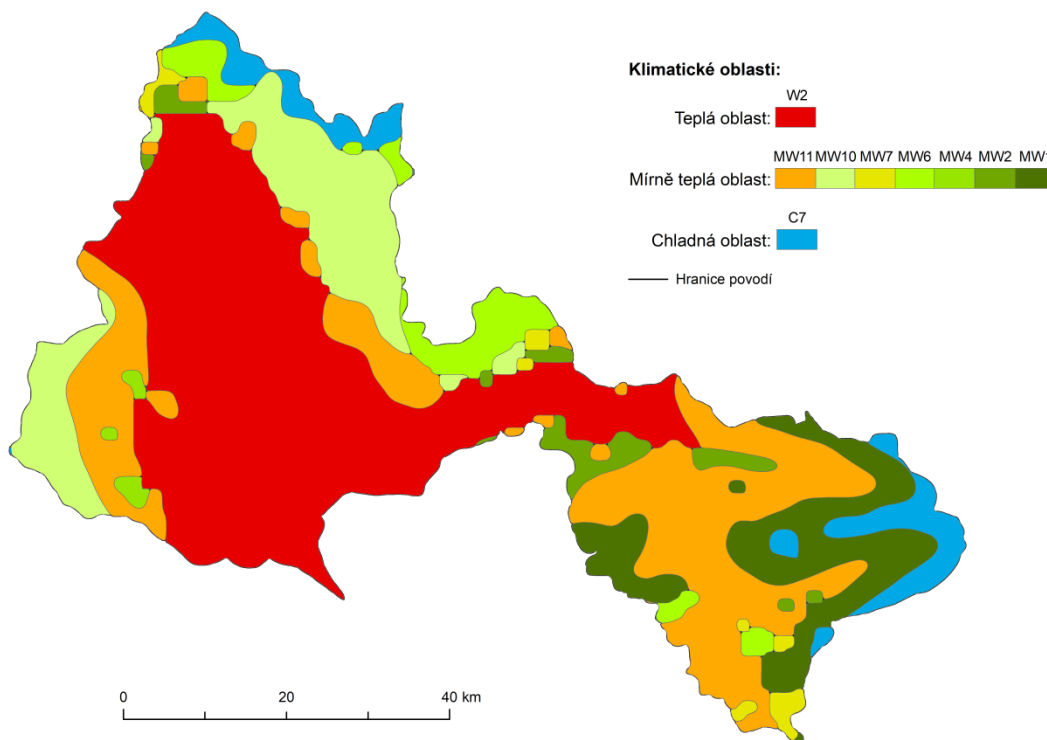 Klimatické oblasti:
W2
Teplá oblast:
MW11 MW10 MW7 MW6 MW4 MW2 MW1
Mírně teplá oblast:
C7
Chladná oblast:
Hranice povodí
0 20 40 km